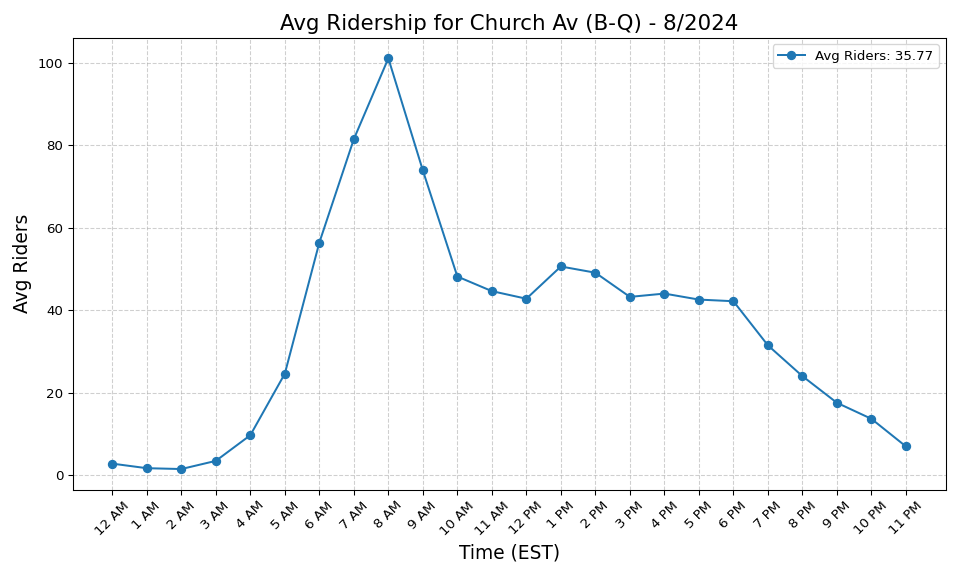 Avg Ridership for Church Av (B-Q) - 8/2024
Avg Riders: 35.77
Avg Riders
100
80
60
40
20
0
12 AM
1 AM
2 AM
3 AM
4 AM
5 AM
6 AM
7 AM
8 AM
9 AM
10 AM
11 AM
12 PM
1 PM
2 PM
3 PM
4 PM
5 PM
6 PM
7 PM
8 PM
9 PM
10 PM
11 PM
Time (EST)